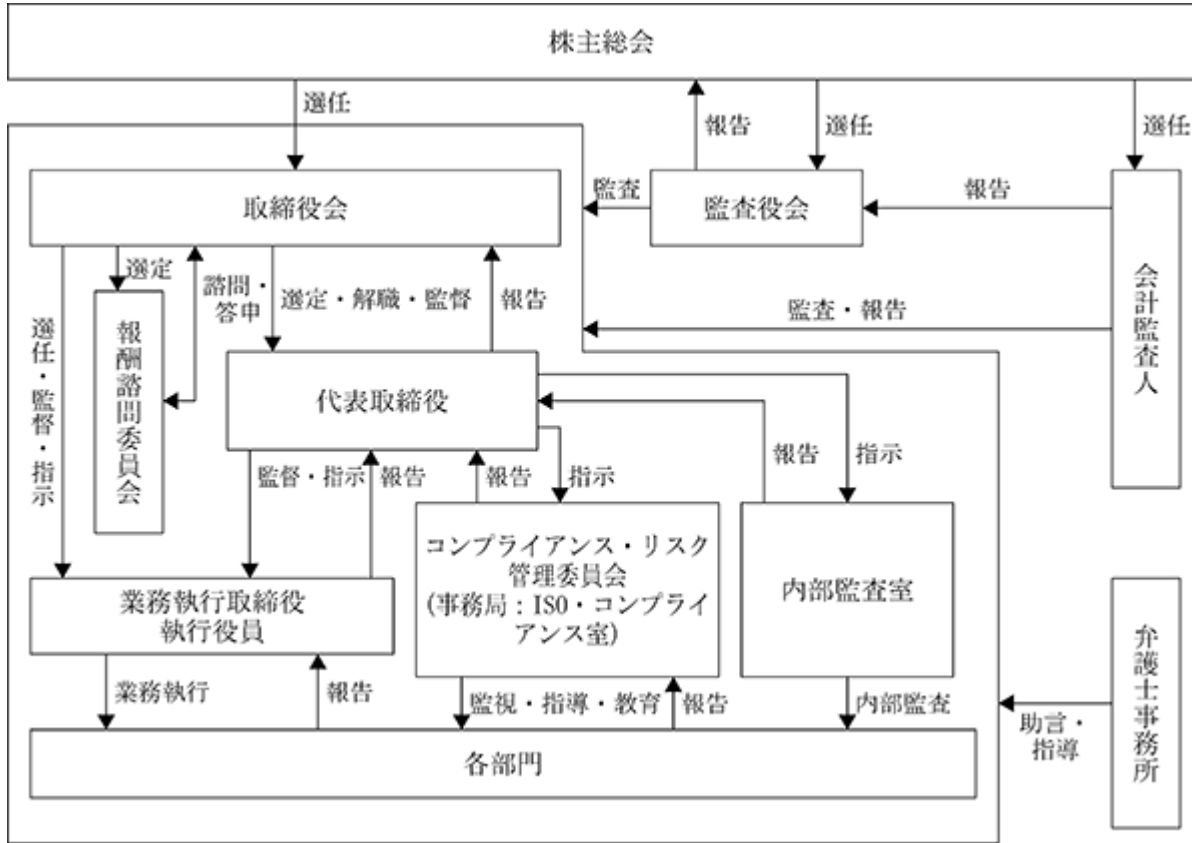 株主総会
選任
報告
選任
選任
取締役会
監査
監査役会
報告
会計監査人
選定
諮問・
答申
選定・解職・監督
報告
監査・報告
選任・監督・指示
報酬諮問委員会
代表取締役
監督・指示
報告
報告
指示
報告
指示
コンプライアンス・リスク
管理委員会
(事務局:ISO・コンプライ
アンス室)
内部監査室
業務執行取締役
執行役員
弁護士事務所
業務執行
報告
監視・指導・教育
報告
内部監査
助言・
指導
各部門